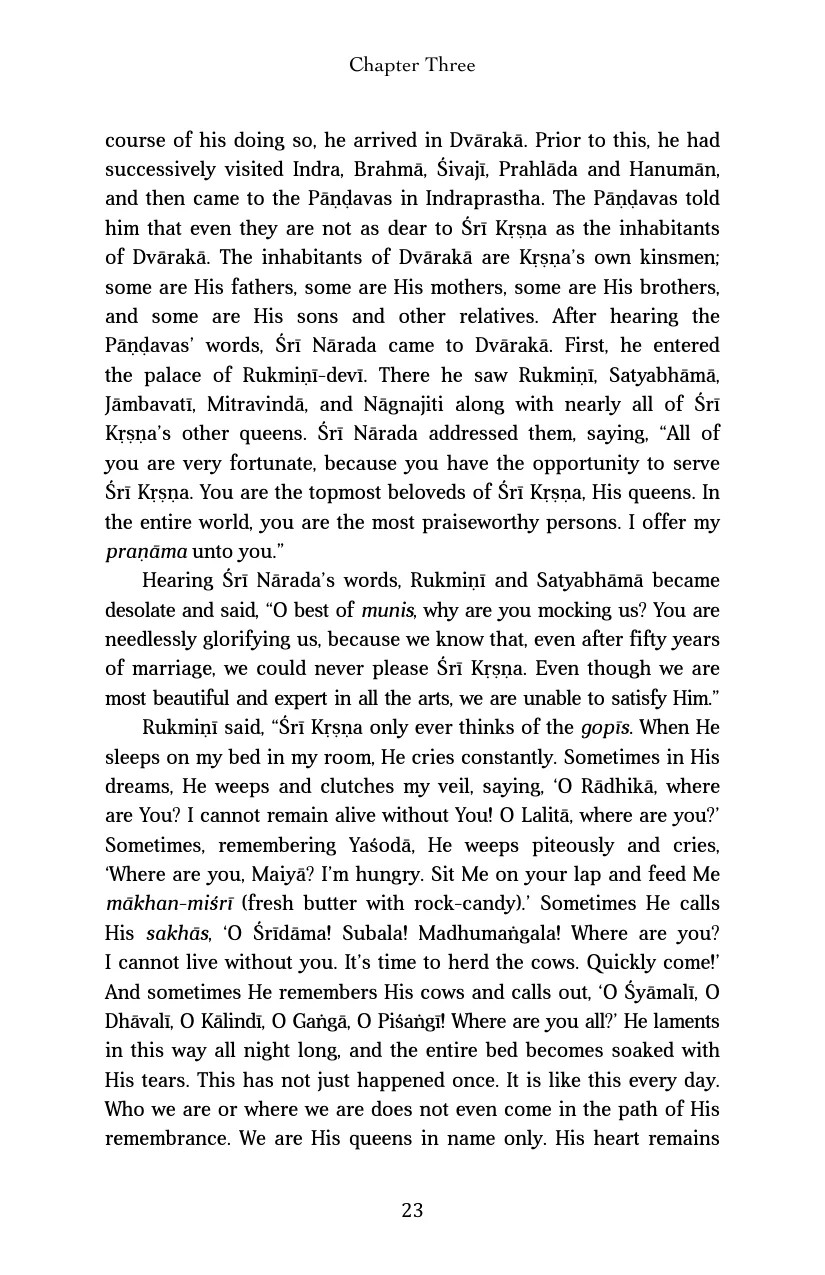 Chapter Three
course of his doing so, he arrived in Dvārakā. Prior to this, he had
successively visited Indra, Brahmā, Śivajī, Prahlāda and Hanumān,
and then came to the Pāṇḍavas in Indraprastha. The Pāṇḍavas told
him that even they are not as dear to Śrī Kṛṣṇa as the inhabitants
of Dvārakā. The inhabitants of Dvārakā are Kṛṣṇa’s own kinsmen;
some are His fathers, some are His mothers, some are His brothers,
and some are His sons and other relatives. After hearing the
Pāṇḍavas’ words, Śrī Nārada came to Dvārakā. First, he entered
the palace of Rukmiṇī-devī. There he saw Rukmiṇī, Satyabhāmā,
Jāmbavatī, Mitravindā, and Nāgnajiti along with nearly all of Śrī
Kṛṣṇa’s other queens. Śrī Nārada addressed them, saying, “All of
you are very fortunate, because you have the opportunity to serve
Śrī Kṛṣṇa. You are the topmost beloveds of Śrī Kṛṣṇa, His queens. In
the entire world, you are the most praiseworthy persons. I offer my
praṇāma unto you.”
Hearing Śrī Nārada’s words, Rukmiṇī and Satyabhāmā became
desolate and said, “O best of munis, why are you mocking us? You are
needlessly glorifying us, because we know that, even after fifty years
of marriage, we could never please Śrī Kṛṣṇa. Even though we are
most beautiful and expert in all the arts, we are unable to satisfy Him.”
Rukmiṇī said, “Śrī Kṛṣṇa only ever thinks of the gopīs. When He
sleeps on my bed in my room, He cries constantly. Sometimes in His
dreams, He weeps and clutches my veil, saying, ‘O Rādhikā, where
are You? I cannot remain alive without You! O Lalitā, where are you?’
Sometimes, remembering Yaśodā, He weeps piteously and cries,
‘Where are you, Maiyā? I’m hungry. Sit Me on your lap and feed Me
mākhan-miśrī (fresh butter with rock-candy).’ Sometimes He calls
His sakhās, ‘O Śrīdāma! Subala! Madhumaṅgala! Where are you?
I cannot live without you. It’s time to herd the cows. Quickly come!’
And sometimes He remembers His cows and calls out, ‘O Śyāmalī, O
Dhāvalī, O Kālindī, O Gaṅgā, O Piśaṅgī! Where are you all?’ He laments
in this way all night long, and the entire bed becomes soaked with
His tears. This has not just happened once. It is like this every day.
Who we are or where we are does not even come in the path of His
remembrance. We are His queens in name only. His heart remains
23